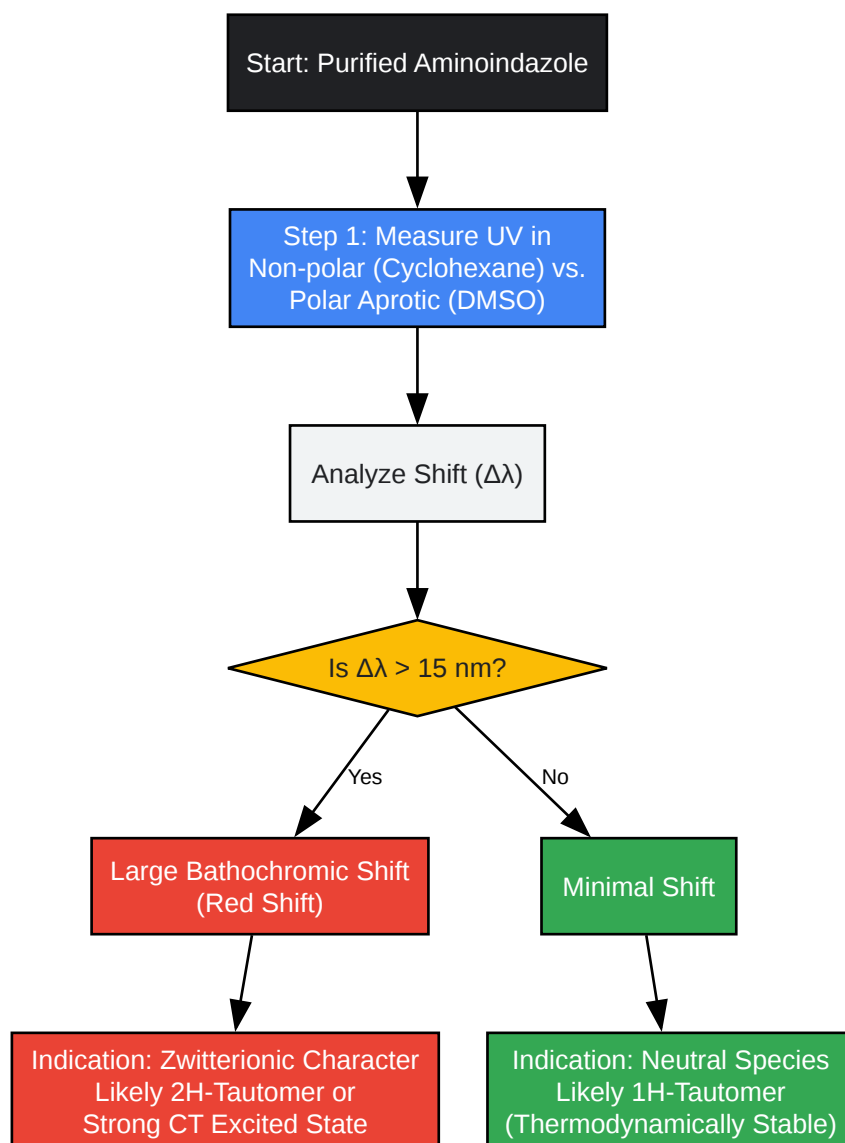 Start: Purified Aminoindazole
Step 1: Measure UV in
Non-polar (Cyclohexane) vs.
Polar Aprotic (DMSO)
Analyze Shift (Δλ)
Is Δλ > 15 nm?
Yes
No
Large Bathochromic Shift
(Red Shift)
Minimal Shift
Indication: Zwitterionic Character
Likely 2H-Tautomer or
Strong CT Excited State
Indication: Neutral Species
Likely 1H-Tautomer
(Thermodynamically Stable)